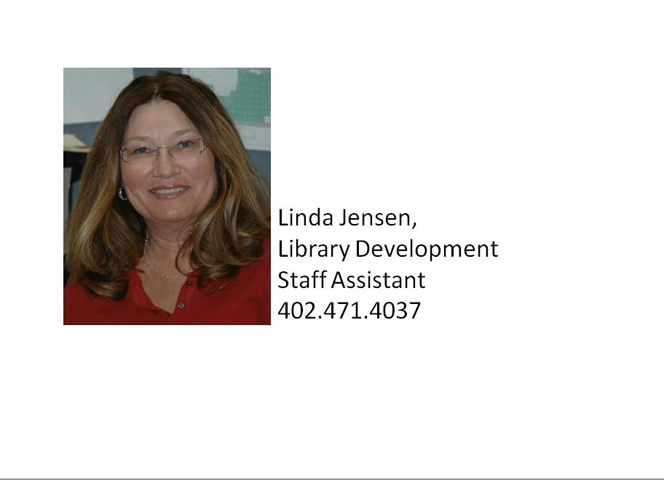 Linda Jensen,
Library Development
Staff Assistant
402.471.4037